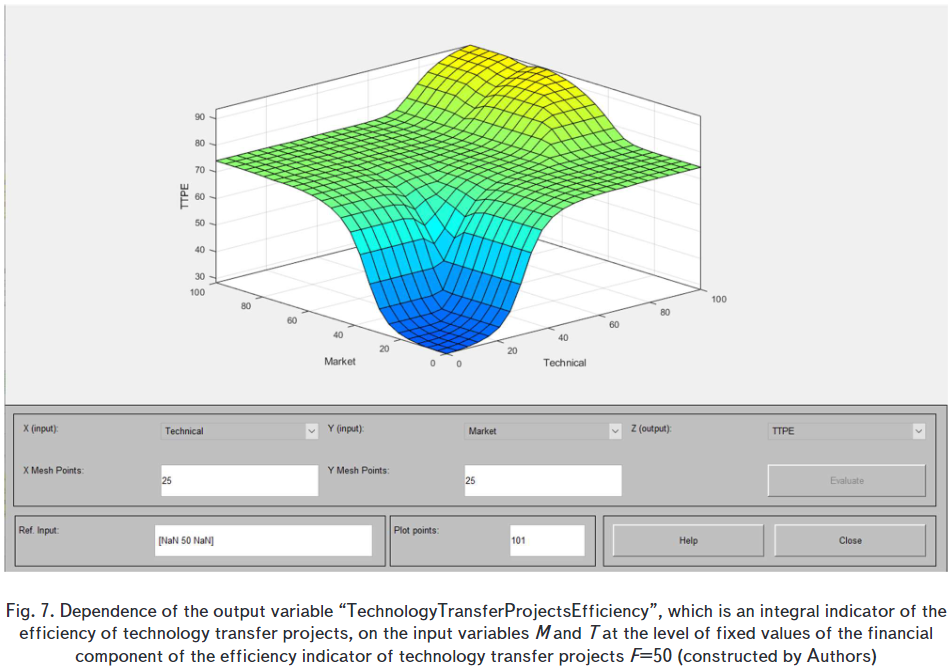 90
80
70
60
50
40
30
TTPE
100
80
60
40
20
0
Market
0
20
40
60
80
100
Technical
X (input):
Technical
Y (input):
Market
Z (output):
TTPE
X Mesh Points:
25
Y Mesh Points:
25
Evaluate
Ref. Input:
[NaN 50 NaN]
Plot points:
101
Help
Close
Fig. 7. Dependence of the output variable “TechnologyTransferProjectsEfficiency”, which is an integral indicator of the
efficiency of technology transfer projects, on the input variables M and T at the level of fixed values of the financial
component of the efficiency indicator of technology transfer projects F=50 (constructed by Authors)